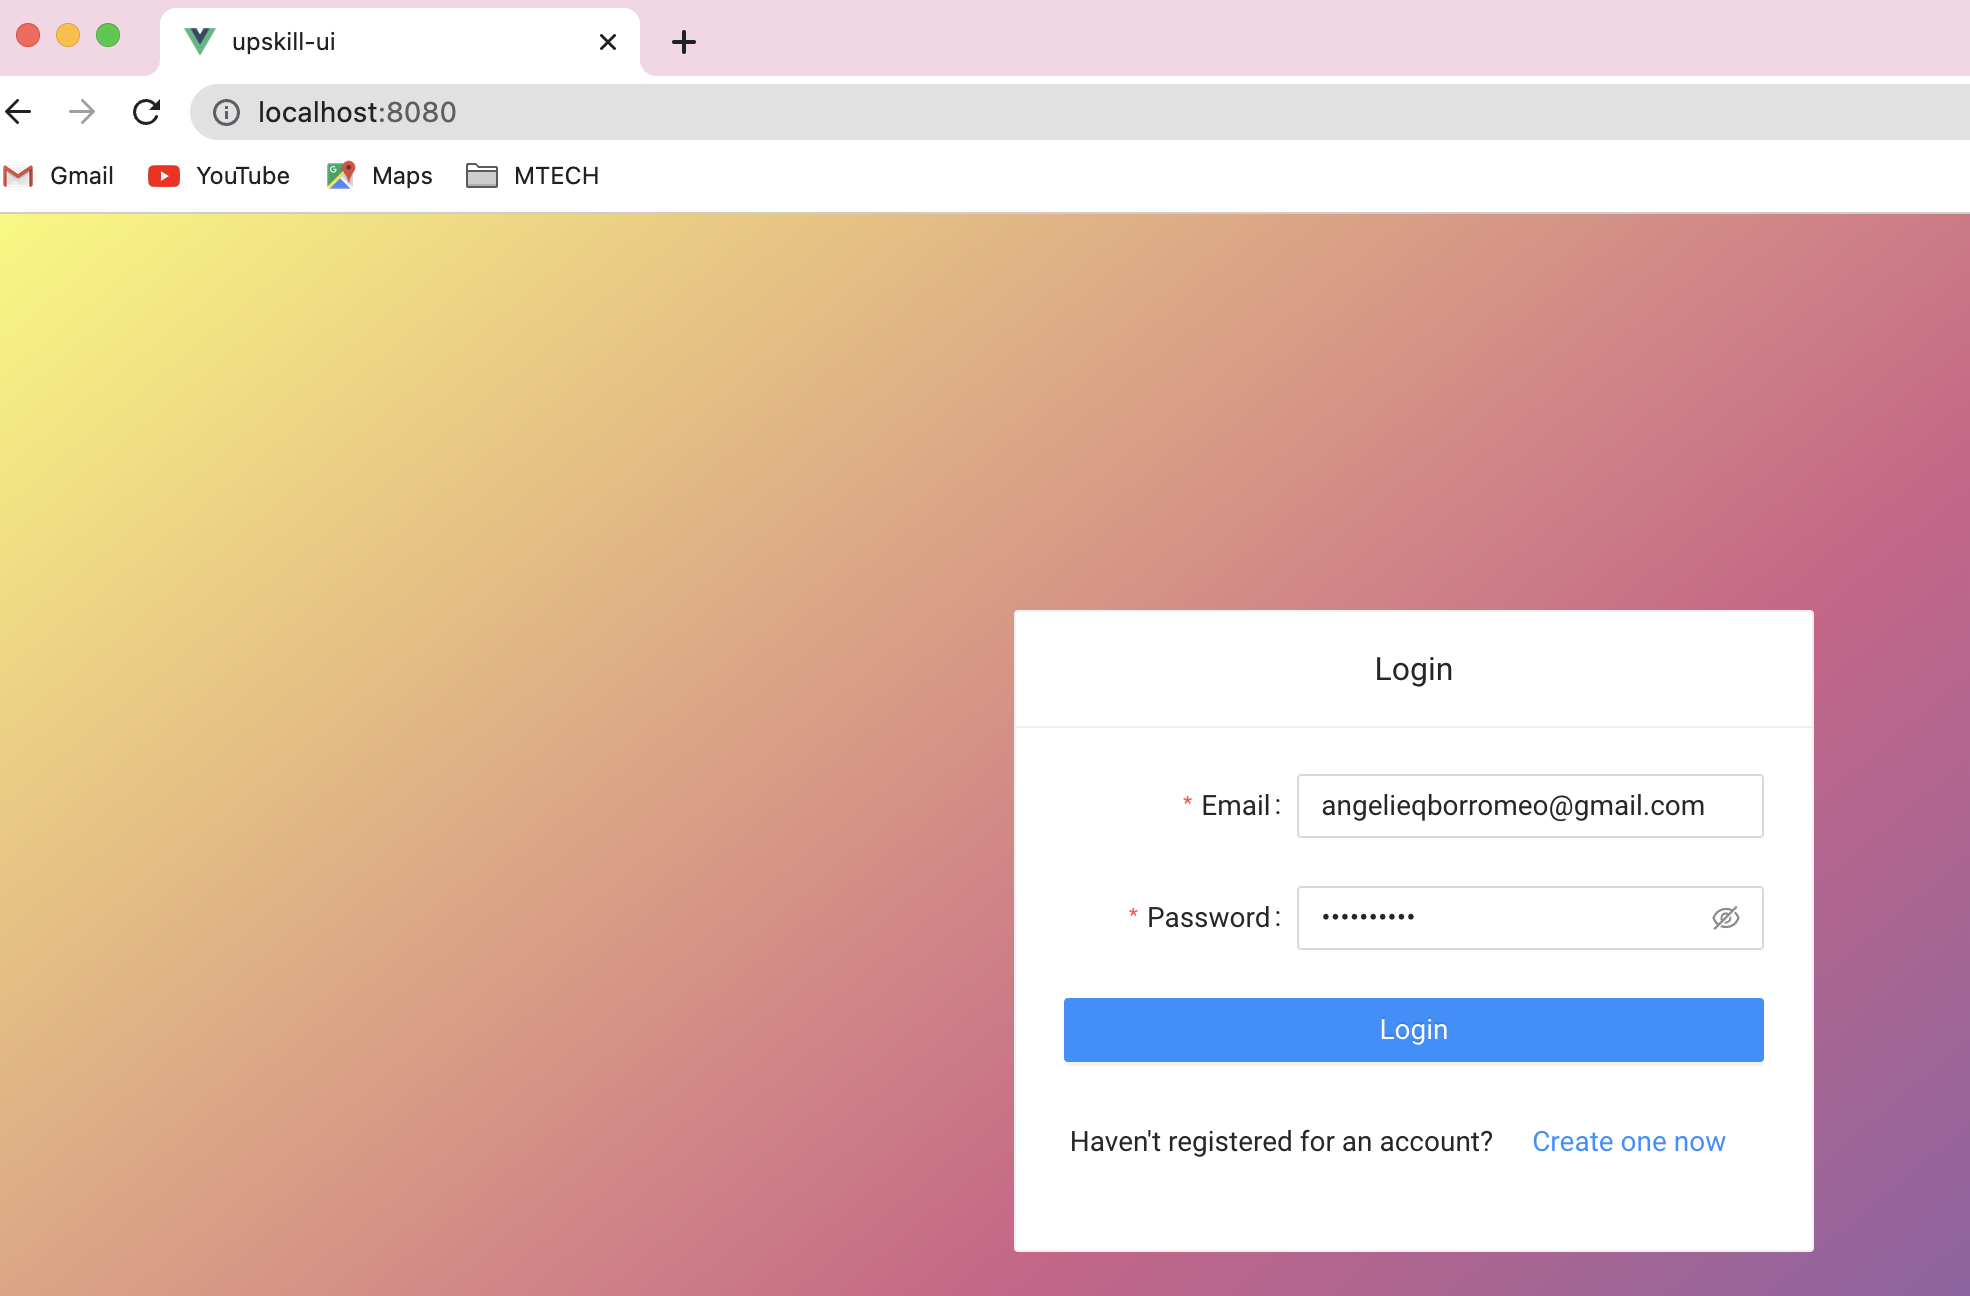 upskill-ui
localhost:8080
Gmail YouTube Maps MTECH
Login
* Email: angelieqborromeo@gmail.com
* Password: ••••••••••
Login
Haven't registered for an account? Create one now